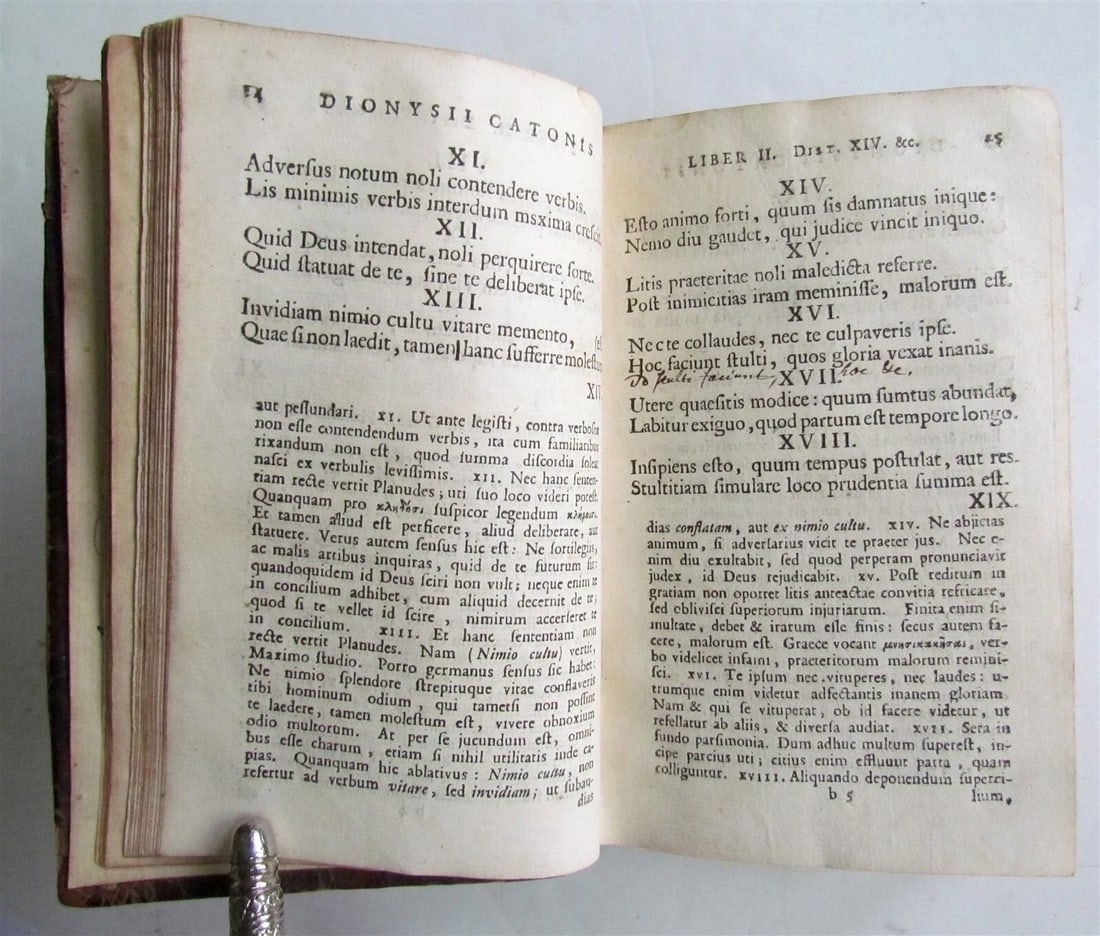 DIONYSII CATONIS
XI.
Adverſus notum noli contendere verbis.
Lis minimis verbis interdum msxima creſcit.
XII.
Quid Deus intendat, noli perquirere ſorte.
Quid ſtatuat de te, ſine te deliberat ipſe.
XIII.
Invidiam nimio cultu vitare memento,
Quae ſi non laedit, tamen hanc ſufferre moleſtum
XIV
aut peſſundari. XI. Ut ante legiſti, contra verboſos
non eſſe contendendum verbis, ita cum familiaribus
rixandum non eſt, quod ſumma diſcordia ſoleat
naſci ex verbulis leviſſimis. XII. Nec hanc ſenten-
tiam recte vertit Planudes; uti ſuo loco videri poteſt.
Quanquam pro ſuſpicor legendum
Et tamen aliud eſt perficere, aliud deliberare, aut
ſtatuere. Verus autem ſenſus hic eſt: Ne ſortilegiis,
ac malis artibus inquiras, quid de te futurum ſit:
quandoquidem id Deus ſciri non vult; neque enim te
in concilium adhibet, cum aliquid decernit de te;
quod ſi te vellet id ſcire, nimirum accerſeret te
in concilium. XIII. Et hanc ſententiam non
recte vertit Planudes. Nam (Nimio cultu) vertit,
Maximo ſtudio. Porro germanus ſenſus ſic habet:
Ne nimio ſplendore ſtrepituque vitae conflaveris
tibi hominum odium, qui tametſi non poſſint
te laedere, tamen moleſtum eſt, vivere obnoxium
odio multorum. At per ſe jucundum eſt, omni-
bus eſſe charum, etiam ſi nihil utilitatis inde ca-
pias. Quanquam hic ablativus: Nimio cultu, non
refertur ad verbum vitare, ſed invidiam; ut ſubau-
dias
LIBER II. DIST. XIV. &c. 25
XIV.
Eſto animo forti, quum ſis damnatus inique:
Nemo diu gaudet, qui judice vincit iniquo.
XV.
Litis praeteritae noli maledicta referre.
Poſt inimicitias iram meminiſſe, malorum eſt.
XVI.
Nec te collaudes, nec te culpaveris ipſe.
Hoc faciunt ſtulti, quos gloria vexat inanis.
XVII. hoc &c.
Utere quaeſitis modice: quum ſumtus abundat,
Labitur exiguo, quod partum eſt tempore longo.
XVIII.
Inſipiens eſto, quum tempus poſtulat, aut res.
Stultitiam ſimulare loco prudentia ſumma eſt.
XIX.
dias conflatam, aut ex nimio cultu. XIV. Ne abjicias
animum, ſi adverſarius vicit te praeter jus. Nec e-
nim diu exultabit, ſed quod perperam pronunciavit
judex, id Deus rejudicabit. XV. Poſt reditum in
gratiam non oportet litis anteactae convitia refricare,
ſed obliviſci ſuperiorum injuriarum. Finita enim ſi-
multate, debet & iratum eſſe finis: ſecus autem fa-
cere, malorum eſt. Graece vocant ver-
bo videlicet inſami, praeteritorum malorum remini-
ſci. XVI. Te ipſum nec vituperes, nec laudes: u-
trumque enim videtur adfectantis inanem gloriam
Nam & qui ſe vituperat, ob id facere videtur, ut
refellatur ab aliis, & diverſa audiat. XVII. Sera in
fundo parſimonia. Dum adhuc multum ſupereſt, in-
cipe parcius uti; citius enim effluunt parta, quam
colliguntur. XVIII. Aliquando deponendum ſuperci-
b 5 lium,